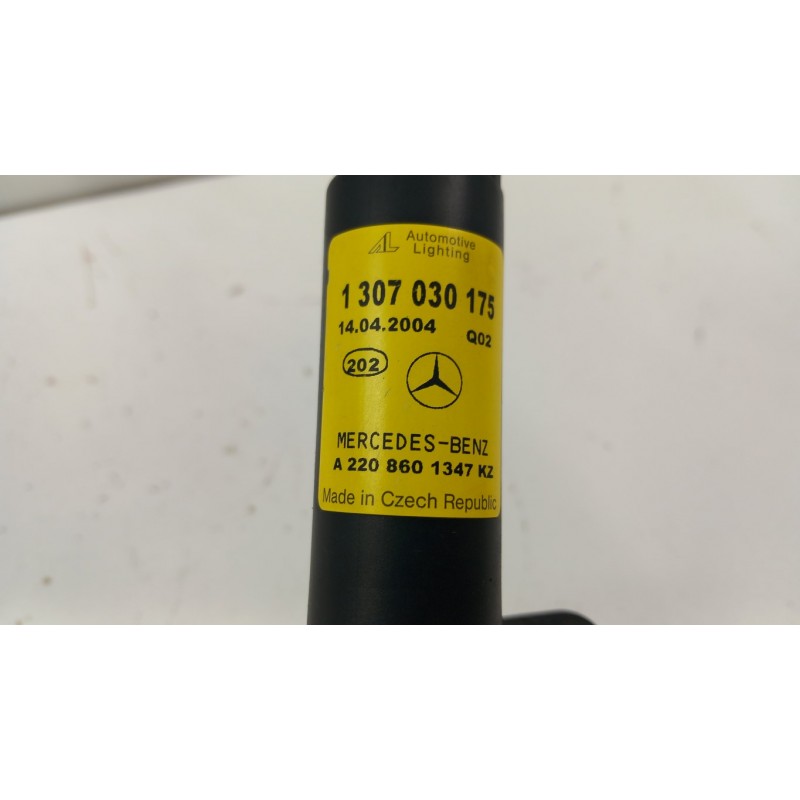 AL Automotive
Lighting
1 307 030 175
14.04.2004 Q02
202
MERCEDES-BENZ
A 220 860 1347 KZ
Made in Czech Republic